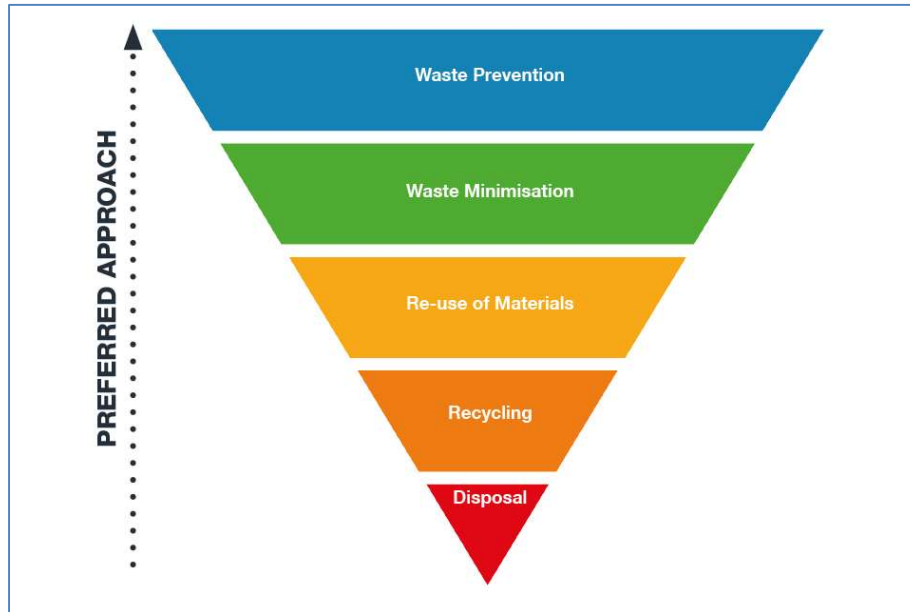 PREFERRED APPROACH
Waste Prevention
Waste Minimisation
Re-use of Materials
Recycling
Disposal